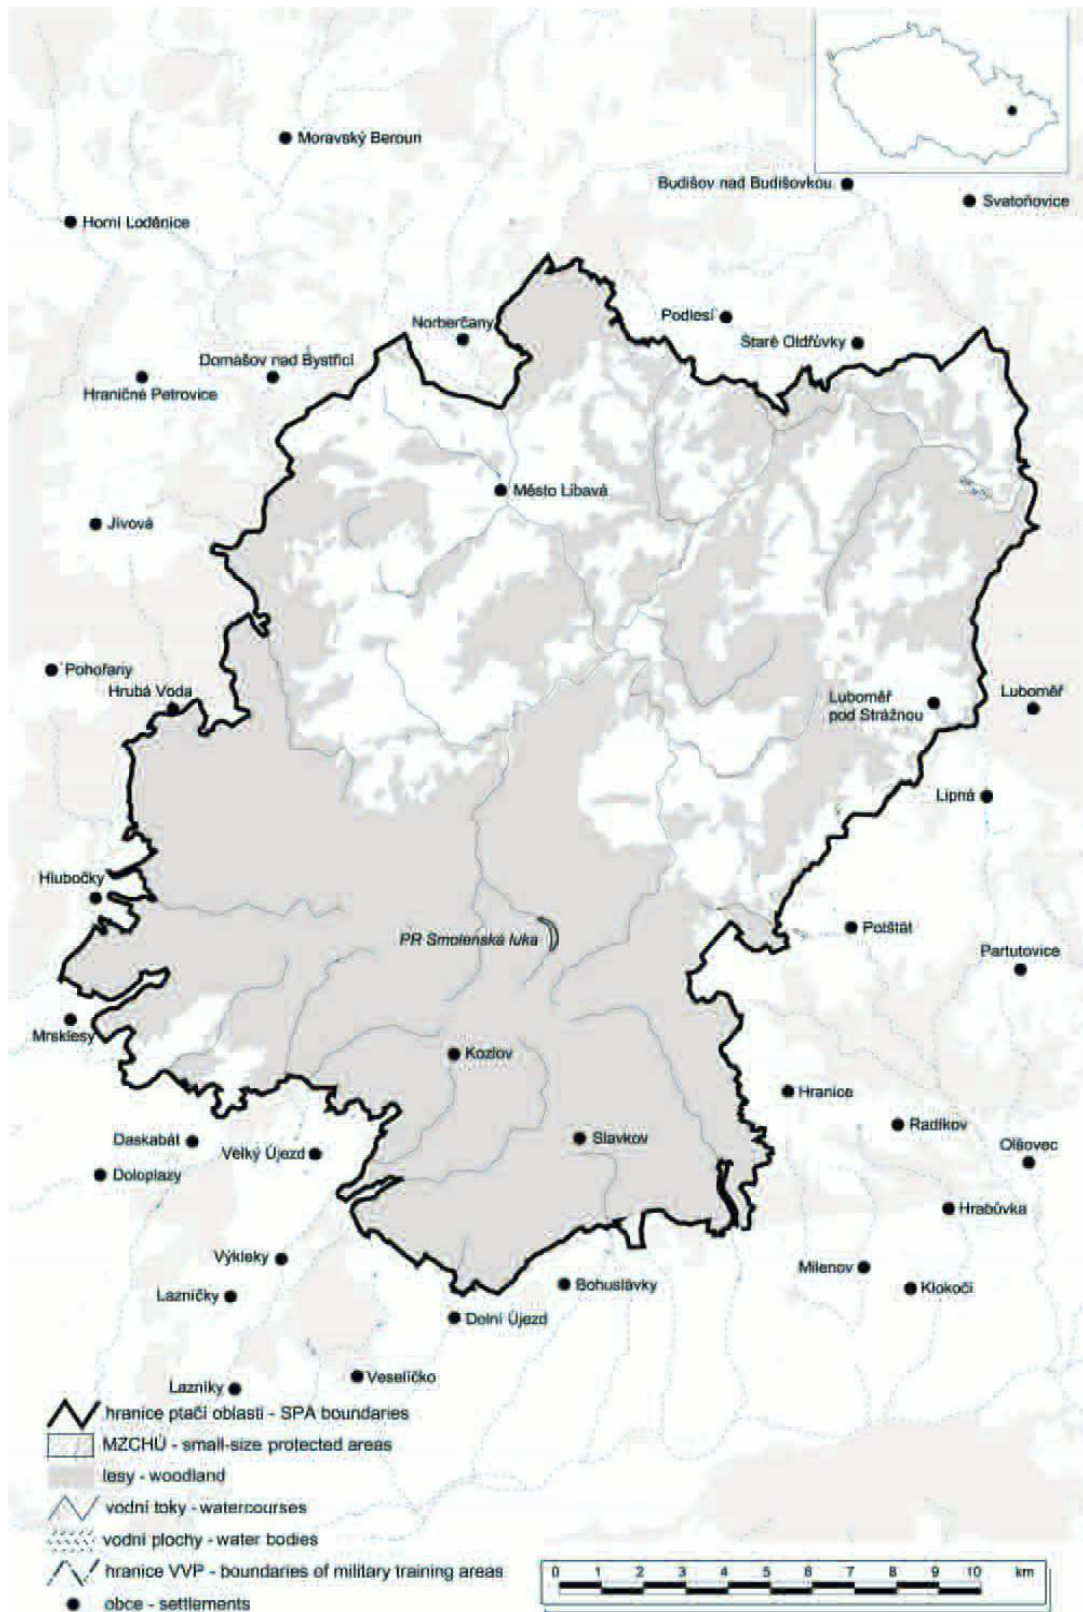 Moravský Beroun
Budišov nad Budišovkou
Svatoňovice
Horní Loděnice
Podlesí
Norberčany
Staré Oldřůvky
Domašov nad Bystřicí
Hraničné Petrovice
Město Libavá
Jívová
Pohořany
Hrubá Voda
Luboměř
pod Strážnou
Luboměř
Lipná
Hlubočky
PR Smolenská luka
Potštát
Partutovice
Mrsklesy
Kozlov
Hranice
Radíkov
Daskabát
Velký Újezd
Slavkov
Olšovec
Doloplazy
Hrabůvka
Výkleky
Milenov
Lazníčky
Bohuslávky
Klokočí
Dolní Újezd
Veselíčko
Lazníky
hranice ptačí oblasti - SPA boundaries
MZCHÚ - small-size protected areas
lesy - woodland
vodní toky - watercourses
vodní plochy - water bodies
hranice VVP - boundaries of military training areas
obce - settlements
0 1 2 3 4 5 6 7 8 9 10 km